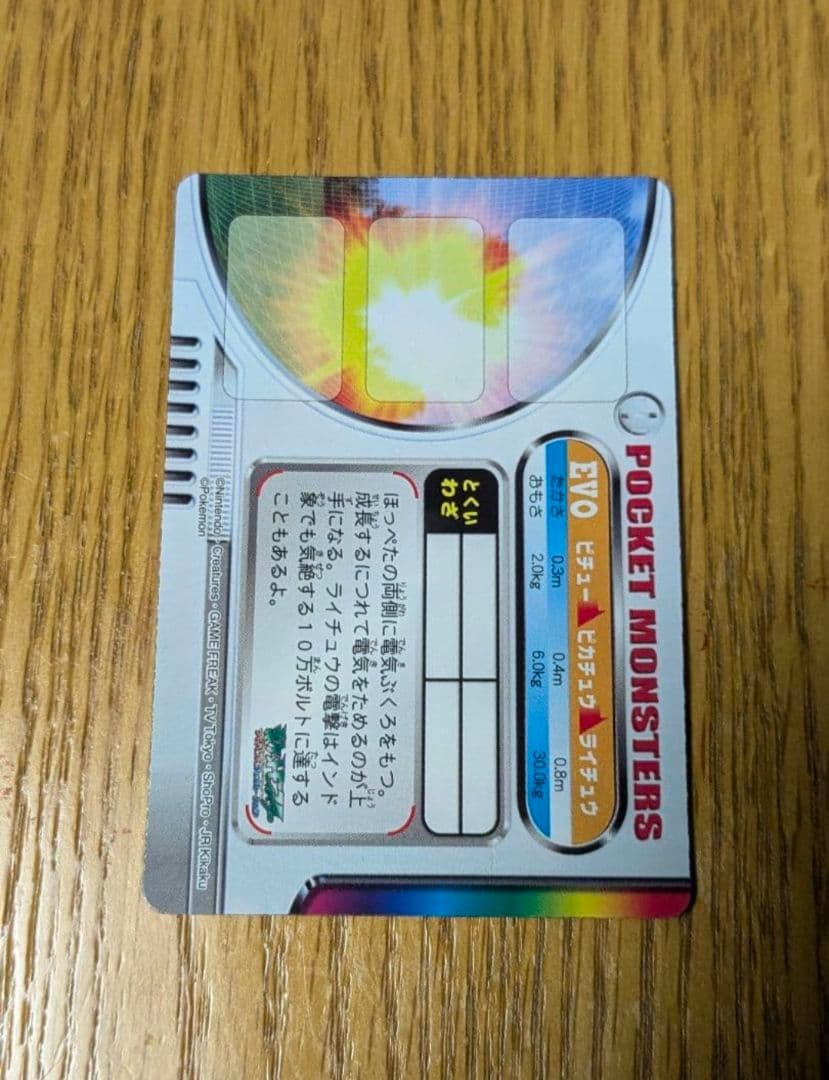 POCKET MONSTERS
EVO ピチュー ピカチュウ ライチュウ
たかさ 0.3m 0.4m 0.8m
おもさ 2.0kg 6.0kg 30.0kg
とくい
わざ
ほっぺたの両側に電気ぶくろをもつ。
成長するにつれて電気をためるのが上
手になる。ライチュウの電撃はインド
象でも気絶する10万ボルトに達する
こともあるよ。
©Nintendo・Creatures・GAME FREAK・TV Tokyo・ShoPro・JR Kikaku
©Pokémon